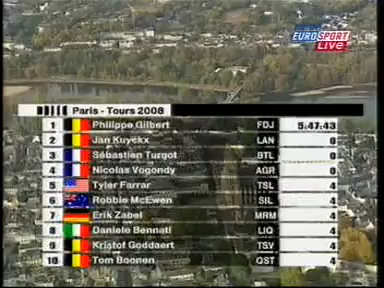 EUROSPORT
LIVE
Paris - Tours 2008
1 Philippe Gilbert FDJ 5:47:43
2 Jan Kuyckx LAN 0
3 Sébastien Turgot BTL 0
4 Nicolas Vogondy AGR 0
5 Tyler Farrar TSL 4
6 Robbie McEwen SIL 4
7 Erik Zabel MRM 4
8 Daniele Bennati LIQ 4
9 Kristof Goddaert TSV 4
10 Tom Boonen QST 4